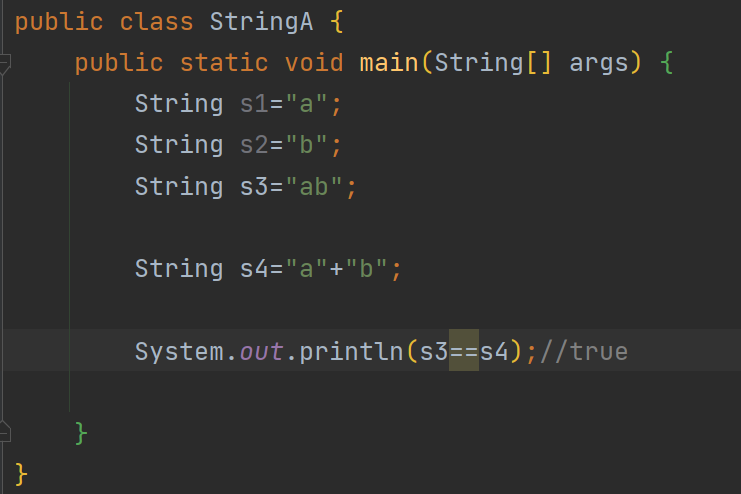 public class StringA {
    public static void main(String[] args) {
        String s1="a";
        String s2="b";
        String s3="ab";
        String s4="a"+"b";
        System.out.println(s3==s4);//true
    }
}